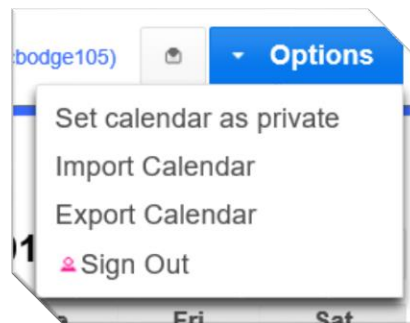 bodge105) Options
Set calendar as private
Import Calendar
Export Calendar
Sign Out
Fri Sat